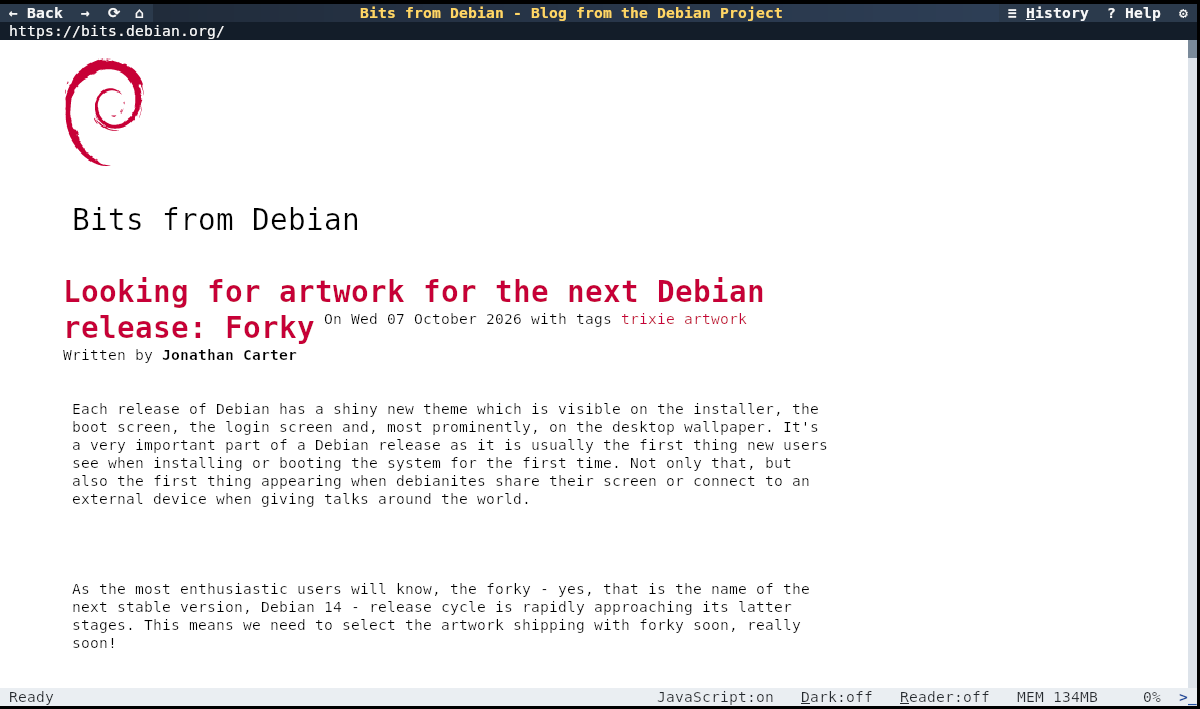 ← Back → ⟳ ⌂ Bits from Debian - Blog from the Debian Project ≡ History ? Help ⚙
https://bits.debian.org/
Bits from Debian
Looking for artwork for the next Debian
release: Forky On Wed 07 October 2026 with tags trixie artwork
Written by Jonathan Carter
Each release of Debian has a shiny new theme which is visible on the installer, the
boot screen, the login screen and, most prominently, on the desktop wallpaper. It's
a very important part of a Debian release as it is usually the first thing new users
see when installing or booting the system for the first time. Not only that, but
also the first thing appearing when debianites share their screen or connect to an
external device when giving talks around the world.
As the most enthusiastic users will know, the forky - yes, that is the name of the
next stable version, Debian 14 - release cycle is rapidly approaching its latter
stages. This means we need to select the artwork shipping with forky soon, really
soon!
Ready JavaScript:on Dark:off Reader:off MEM 134MB 0% >_